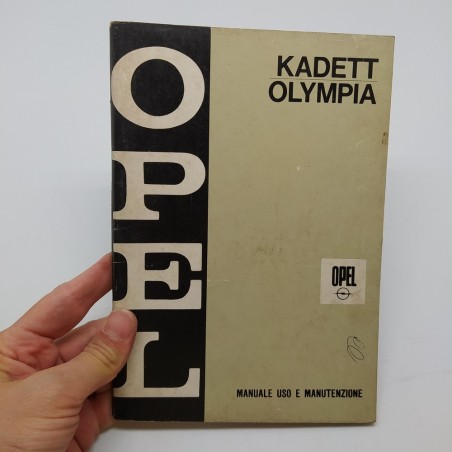 OPEL
KADETT
OLYMPIA
OPEL
MANUALE USO E MANUTENZIONE